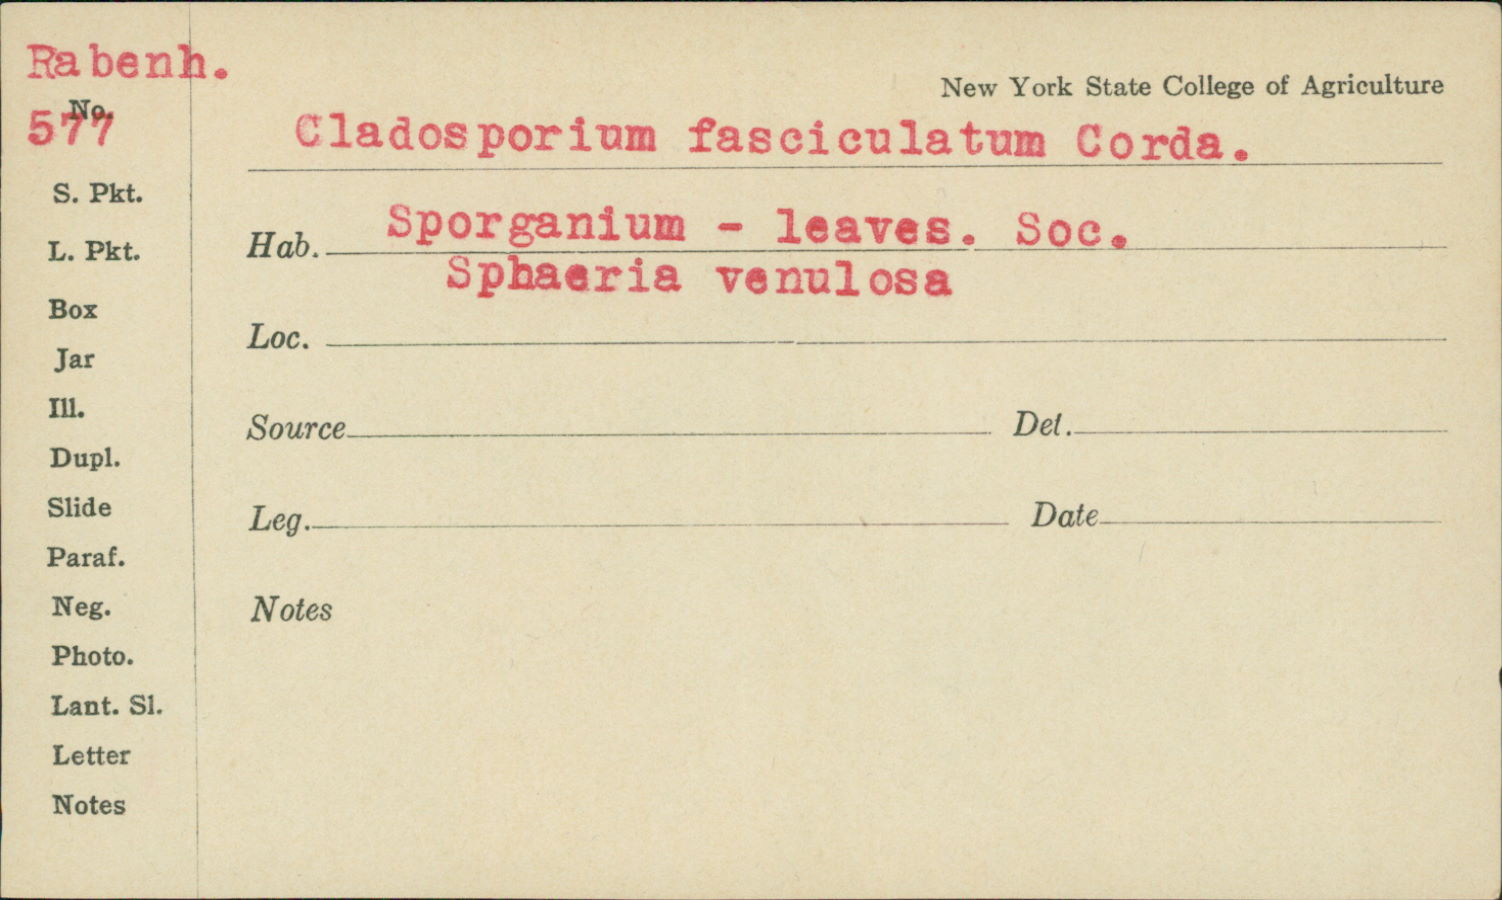 Rabenh.
No.
577
New York State College of Agriculture
Cladosporium fasciculatum Corda.
Hab. Sporganium - leaves. Soc.
Sphaeria venulosa
Loc.
Source Det.
Leg. Date
Notes
S. Pkt.
L. Pkt.
Box
Jar
Ill.
Dupl.
Slide
Paraf.
Neg.
Photo.
Lant. Sl.
Letter
Notes